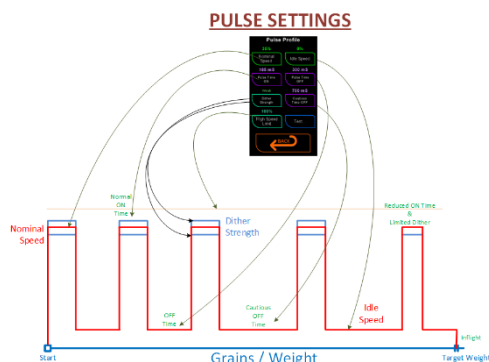 PULSE SETTINGS
Pulse Profile
Nominal
Speed
Idle Speed
Pulse Time
ON
Pulse Time
OFF
Dither
Strength
Cautious
Time OFF
High Speed
Limit
Test
BACK
Normal
ON
Time
Reduced ON Time
&
Limited Dither
Nominal
Speed
Dither
Strength
OFF
Time
Cautious
OFF
Time
Idle
Speed
Inflight
Start
Grains / Weight
Target Weight